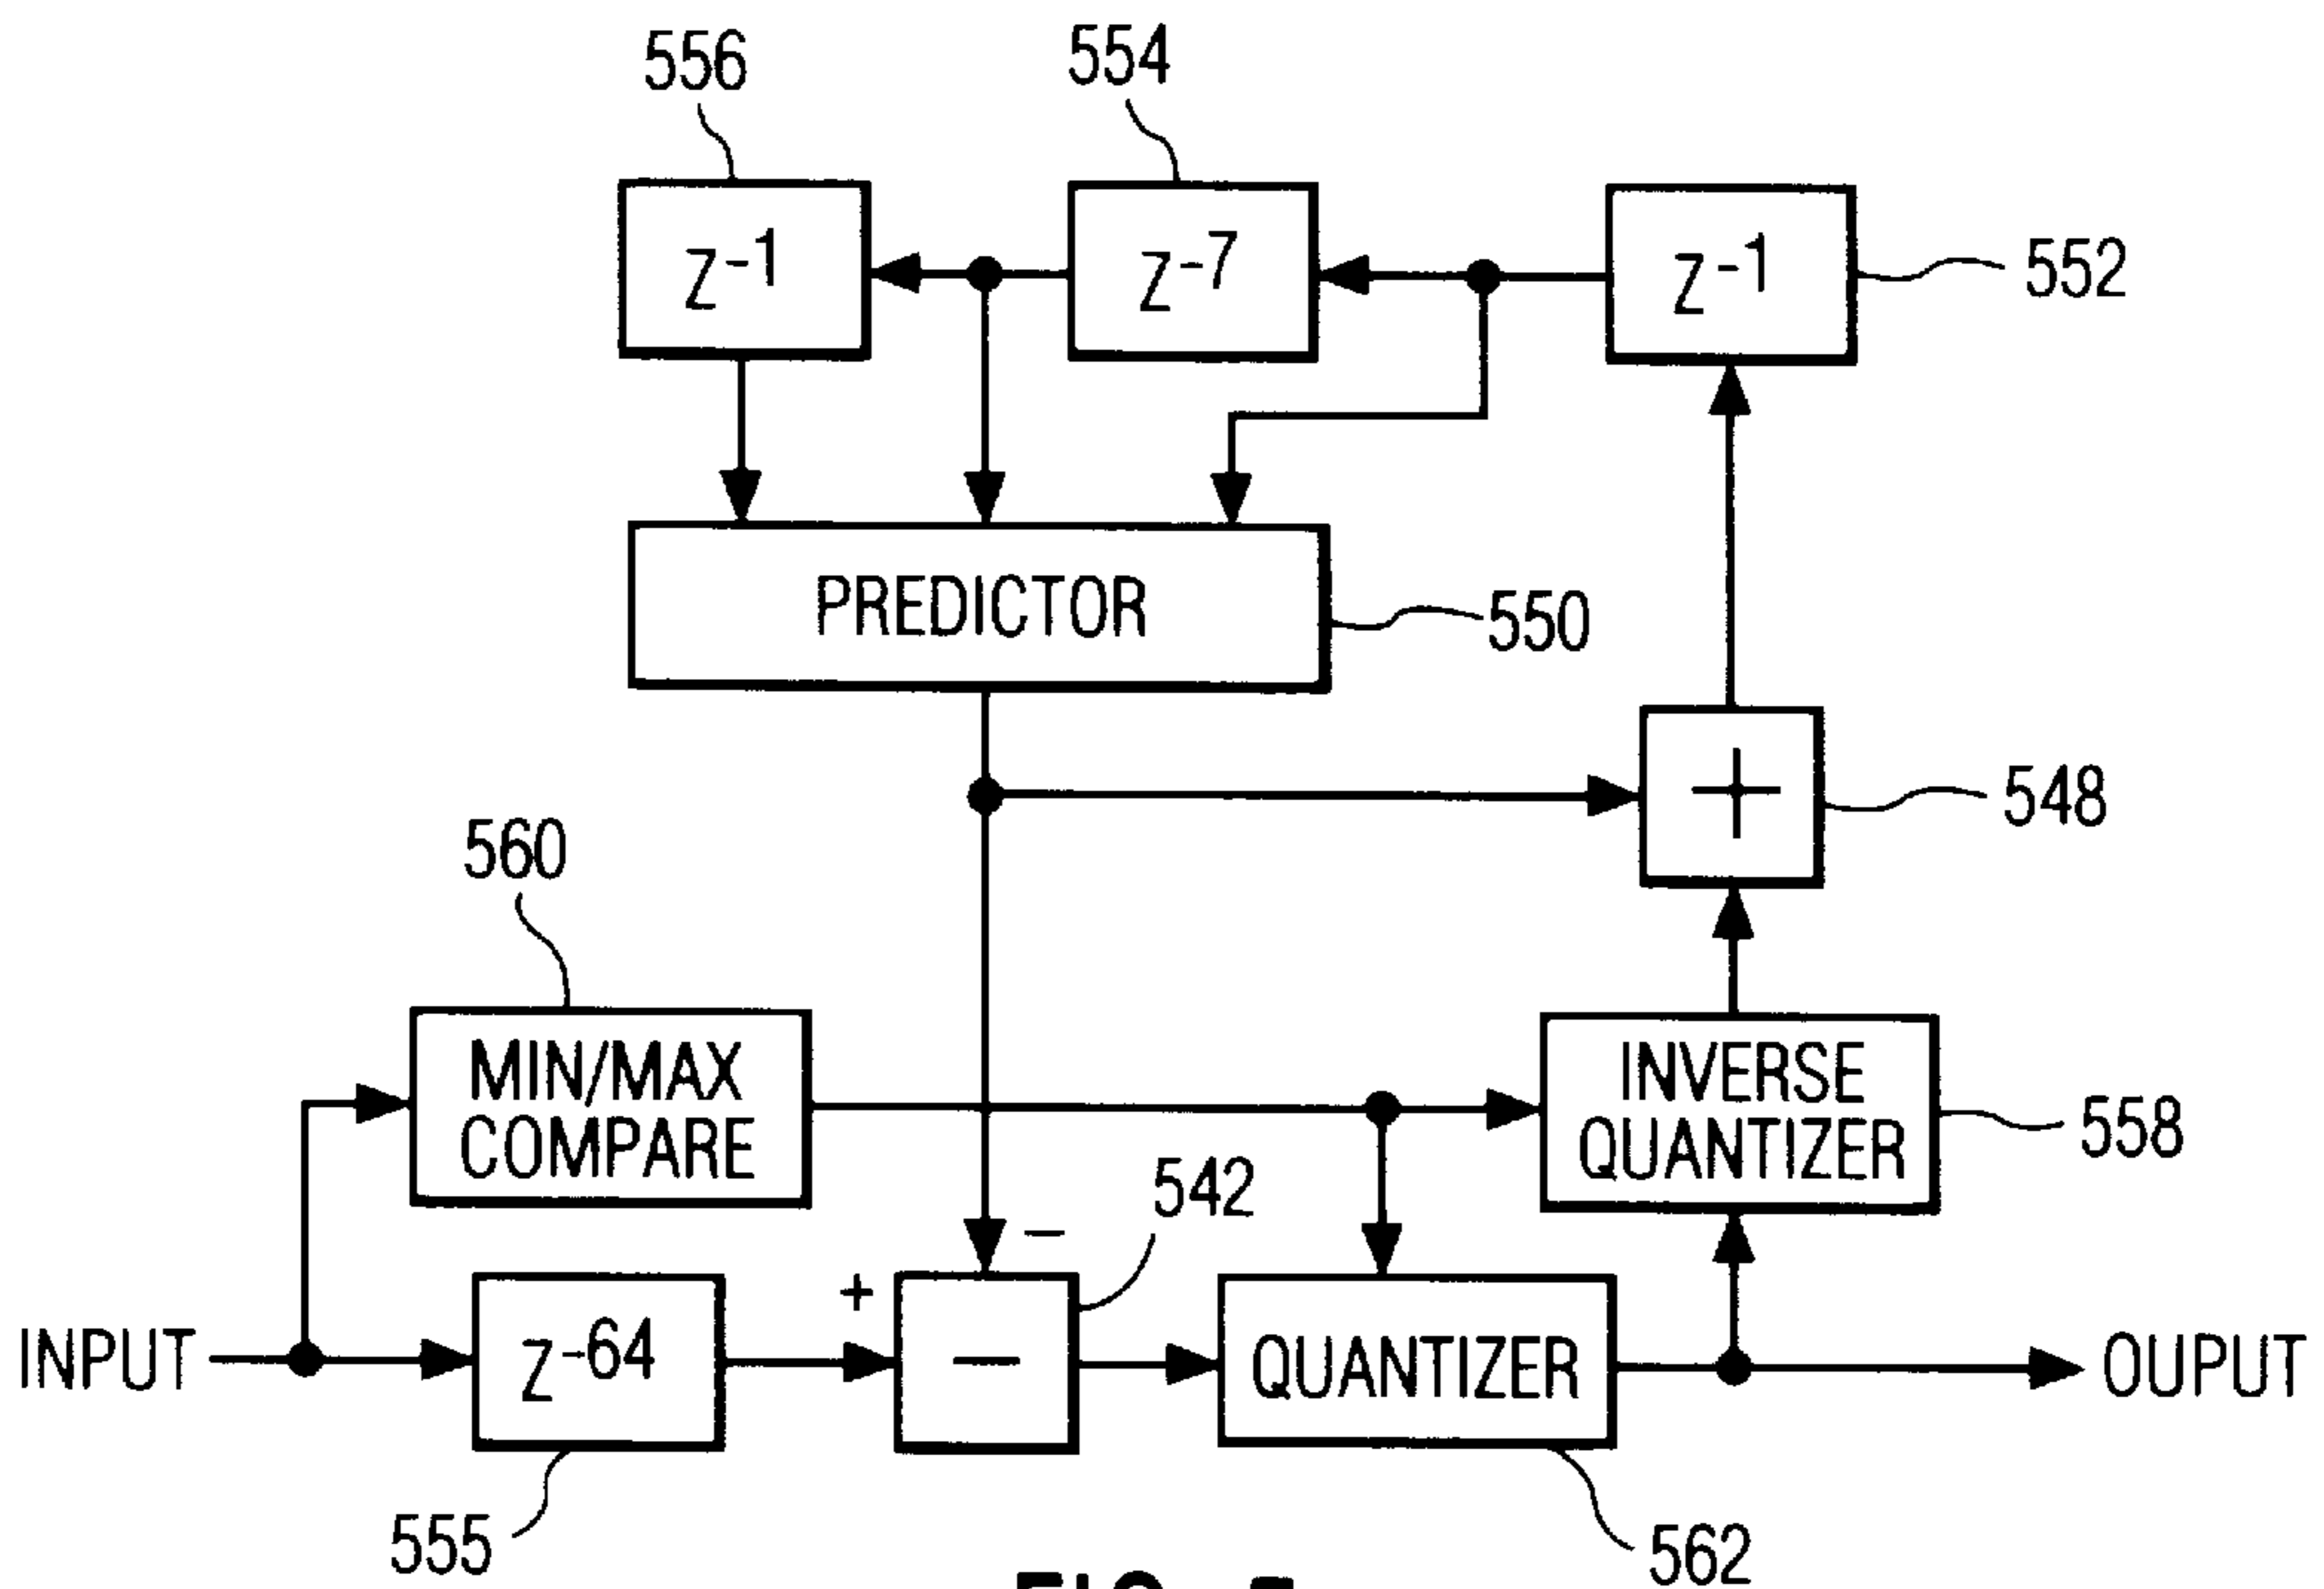 556
554
Z-1
Z-7
Z-1
552
PREDICTOR
550
+
548
560
MIN/MAX
COMPARE
INVERSE
QUANTIZER
558
542
−
+
INPUT
Z-64
—
QUANTIZER
OUPUT
555
562